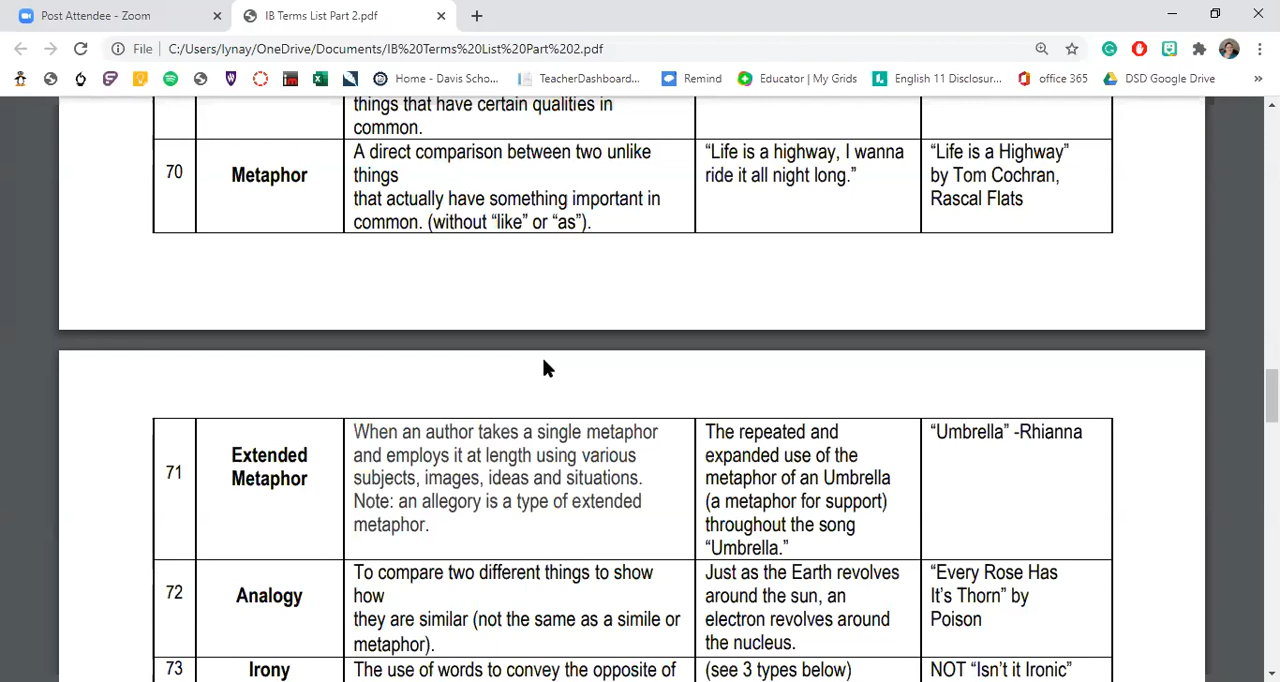 Post Attendee - Zoom
IB Terms List Part 2.pdf
File
C:/Users/lynay/OneDrive/Documents/IB%20Terms%20List%20Part%202.pdf
Home - Davis Scho...
TeacherDashboard...
Remind
Educator | My Grids
English 11 Disclosur...
office 365
DSD Google Drive
things that have certain qualities in
common.
70
Metaphor
A direct comparison between two unlike
things
that actually have something important in
common. (without “like” or “as”).
“Life is a highway, I wanna
ride it all night long.”
“Life is a Highway”
by Tom Cochran,
Rascal Flats
71
Extended
Metaphor
When an author takes a single metaphor
and employs it at length using various
subjects, images, ideas and situations.
Note: an allegory is a type of extended
metaphor.
The repeated and
expanded use of the
metaphor of an Umbrella
(a metaphor for support)
throughout the song
“Umbrella.”
“Umbrella” -Rhianna
72
Analogy
To compare two different things to show
how
they are similar (not the same as a simile or
metaphor).
Just as the Earth revolves
around the sun, an
electron revolves around
the nucleus.
“Every Rose Has
It’s Thorn” by
Poison
73
Irony
The use of words to convey the opposite of
(see 3 types below)
NOT “Isn’t it Ironic”